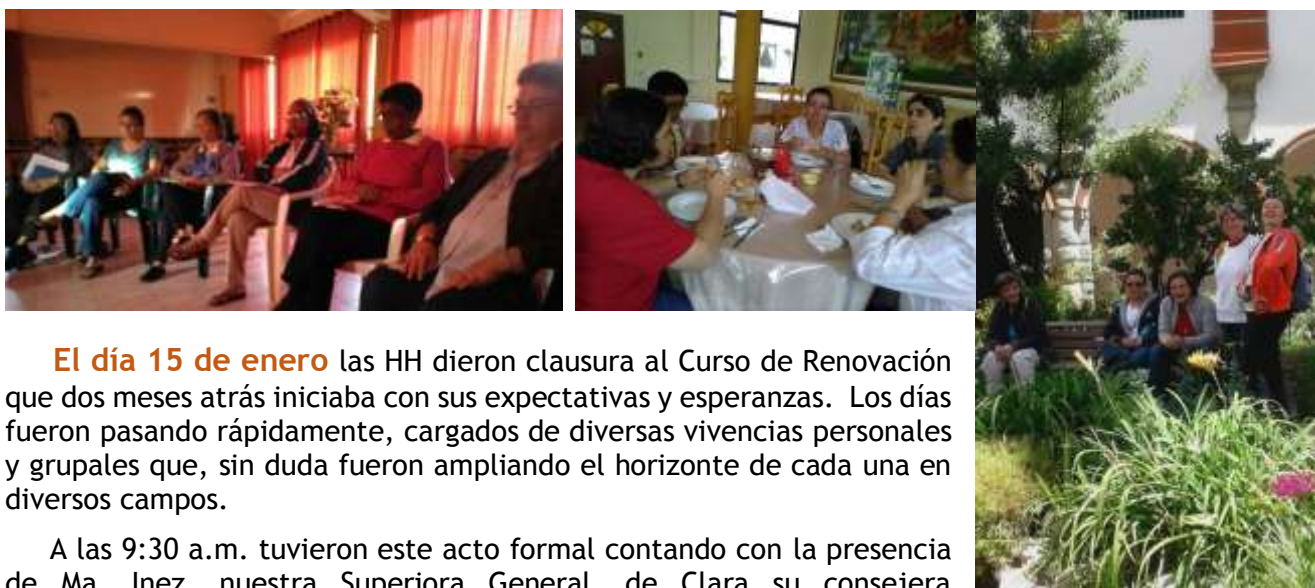 El día 15 de enero las HH dieron clausura al Curso de Renovación
que dos meses atrás iniciaba con sus expectativas y esperanzas. Los días
fueron pasando rápidamente, cargados de diversas vivencias personales
y grupales que, sin duda fueron ampliando el horizonte de cada una en
diversos campos.
A las 9:30 a.m. tuvieron este acto formal contando con la presencia
de Ma. Inez, nuestra Superiora General, de Clara su consejera